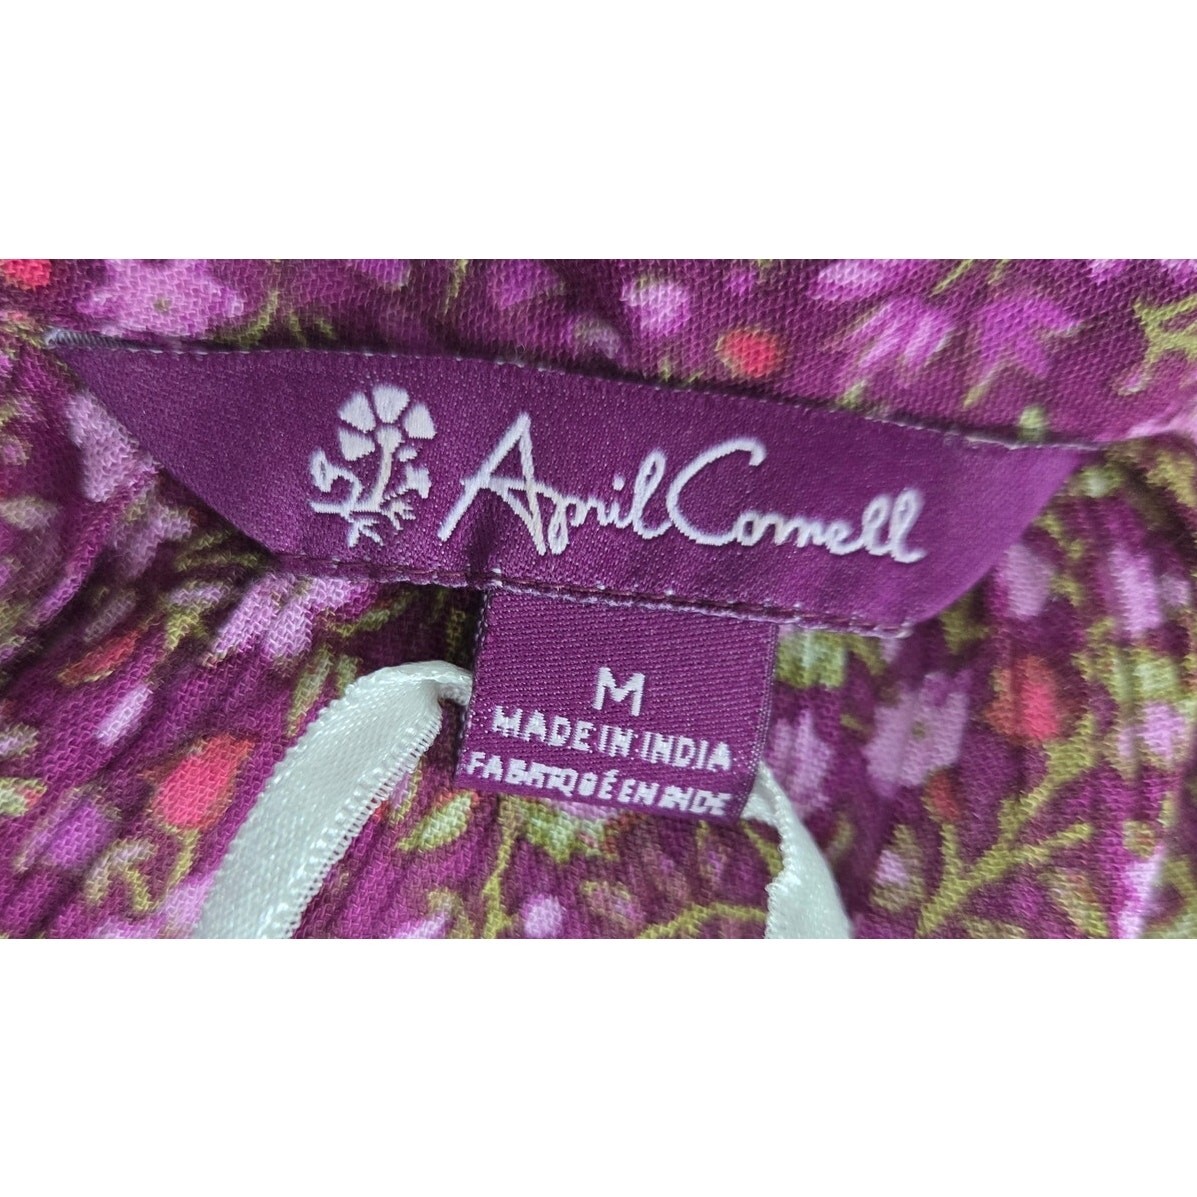 April Cornell
M
MADE IN INDIA
FABRIQUÉ EN INDE